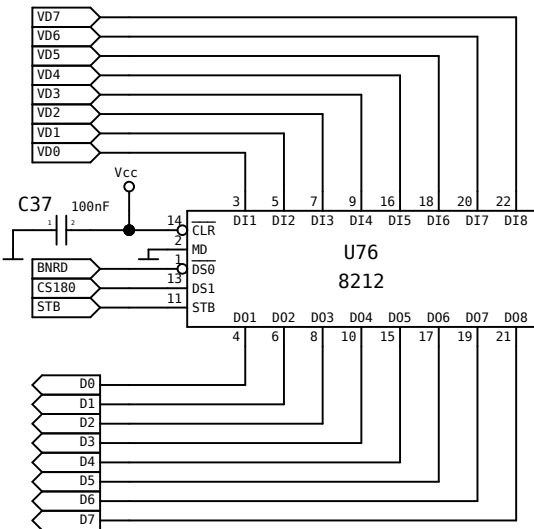 VD7
VD6
VD5
VD4
VD3
VD2
VD1
VD0
Vcc
C37 1 2 100nF
3 5 7 9 16 18 20 22
DI1 DI2 DI3 DI4 DI5 DI6 DI7 DI8
14 CLR
2 MD
BNRD 1 DS0
CS180 13 DS1
STB 11 STB
U76
8212
DO1 DO2 DO3 DO4 DO5 DO6 DO7 DO8
4 6 8 10 15 17 19 21
D0
D1
D2
D3
D4
D5
D6
D7